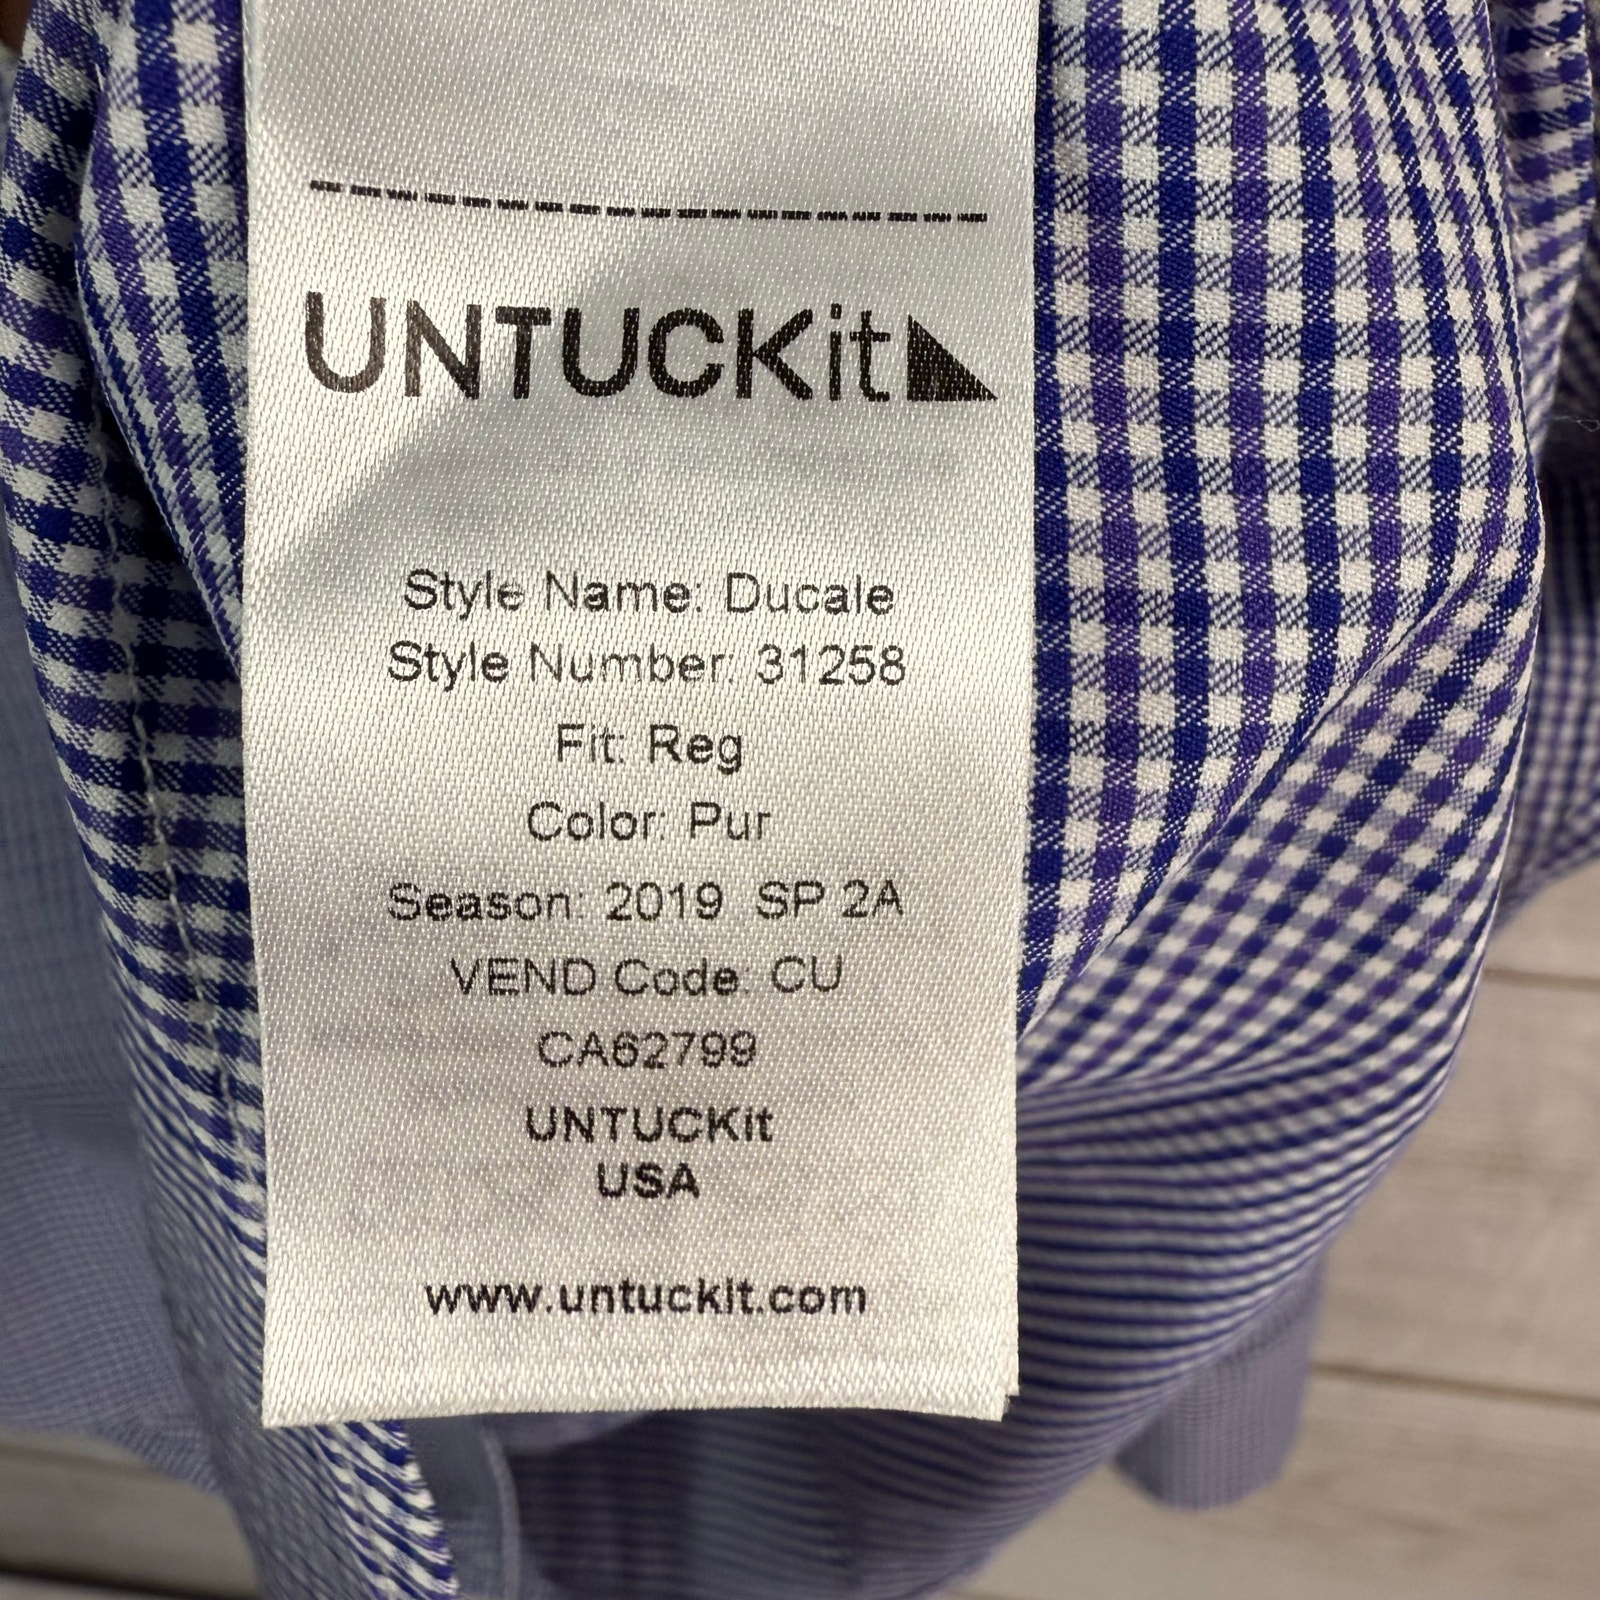 UNTUCKit
Style Name: Ducale
Style Number: 31258
Fit: Reg
Color: Pur
Season: 2019 SP 2A
VEND Code: CU
CA62799
UNTUCKit
USA
www.untuckit.com